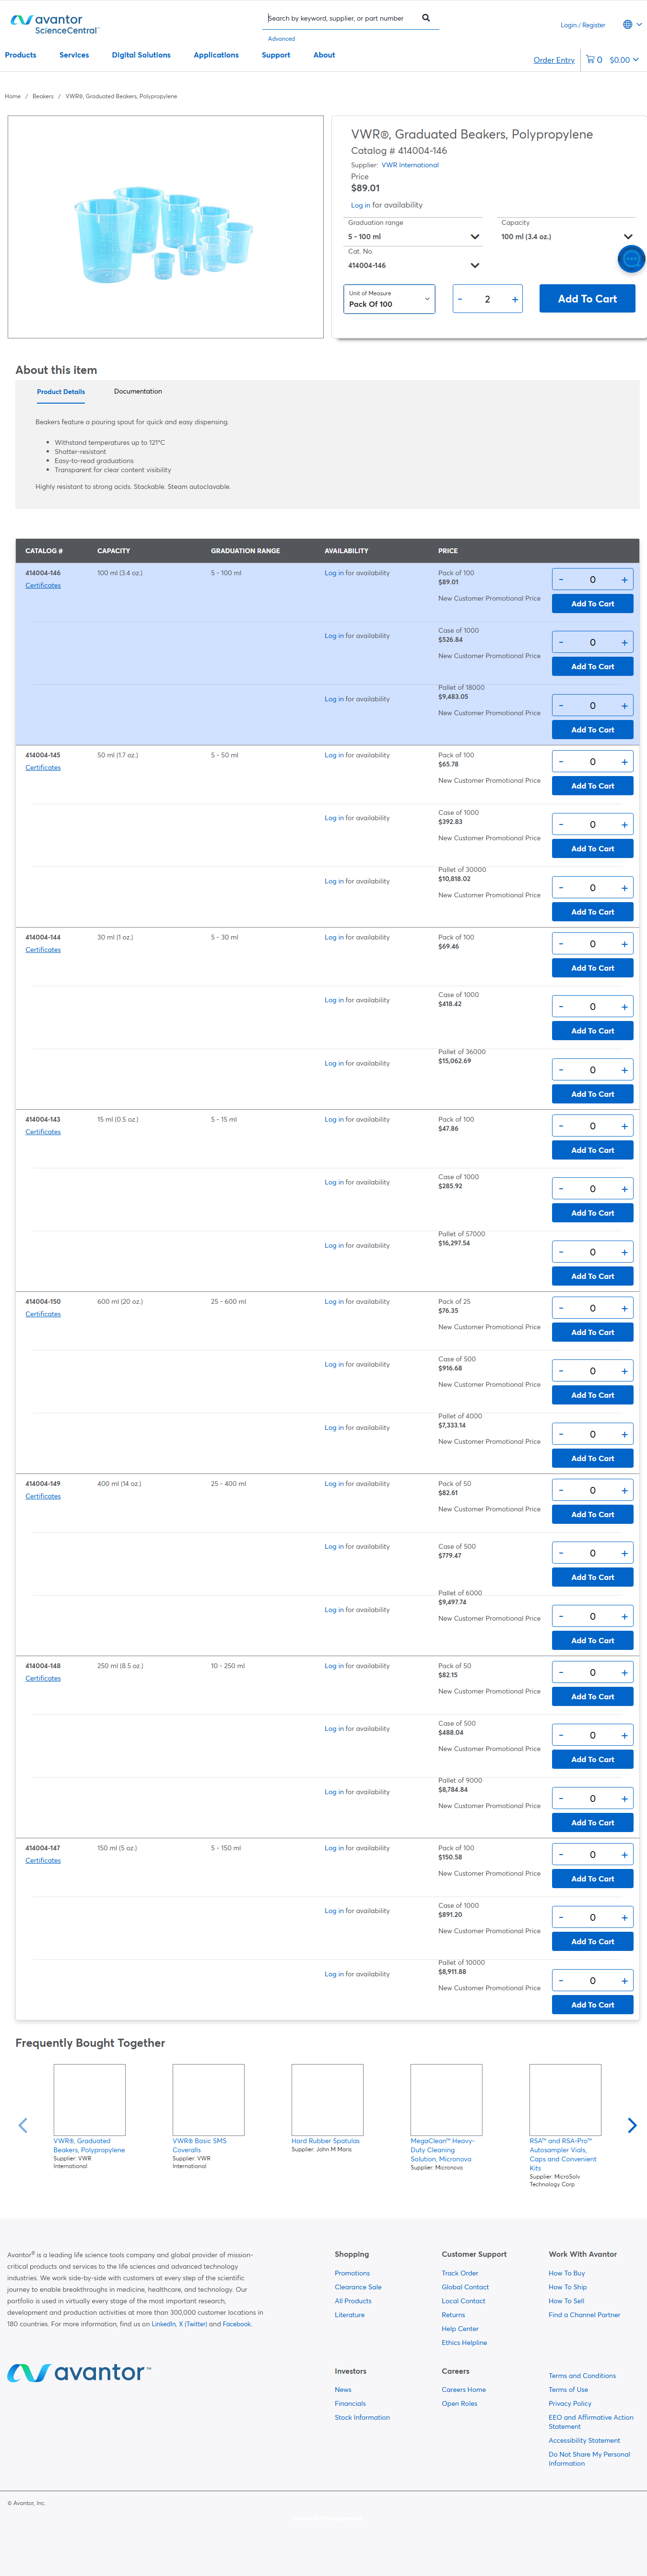 avantor
ScienceCentral
Search by keyword, supplier, or part number
Advanced
Login / Register
Products
Services
Digital Solutions
Applications
Support
About
Order Entry
0
$0.00
Home / Beakers / VWR®, Graduated Beakers, Polypropylene
VWR®, Graduated Beakers, Polypropylene
Catalog # 414004-146
Supplier: VWR International
Price
$89.01
Log in for availability
Graduation range
5 - 100 ml
Capacity
100 ml (3.4 oz.)
Cat. No.
414004-146
Unit of Measure
Pack Of 100
- 2 +
Add To Cart
About this item
Product Details
Documentation
Beakers feature a pouring spout for quick and easy dispensing.
• Withstand temperatures up to 121°C
• Shatter-resistant
• Easy-to-read graduations
• Transparent for clear content visibility
Highly resistant to strong acids. Stackable. Steam autoclavable.
CATALOG # CAPACITY GRADUATION RANGE AVAILABILITY PRICE
414004-146 100 ml (3.4 oz.) 5 - 100 ml Log in for availability Pack of 100
Certificates
$89.01
New Customer Promotional Price
- 0 +
Add To Cart
Log in for availability Case of 1000
$526.84
New Customer Promotional Price
- 0 +
Add To Cart
Log in for availability Pallet of 18000
$9,483.05
New Customer Promotional Price
- 0 +
Add To Cart
414004-145 50 ml (1.7 oz.) 5 - 50 ml Log in for availability Pack of 100
Certificates
$65.78
New Customer Promotional Price
- 0 +
Add To Cart
Log in for availability Case of 1000
$392.83
New Customer Promotional Price
- 0 +
Add To Cart
Log in for availability Pallet of 30000
$10,818.02
New Customer Promotional Price
- 0 +
Add To Cart
414004-144 30 ml (1 oz.) 5 - 30 ml Log in for availability Pack of 100
Certificates
$69.46
- 0 +
Add To Cart
Log in for availability Case of 1000
$418.42
- 0 +
Add To Cart
Log in for availability Pallet of 36000
$15,062.69
- 0 +
Add To Cart
414004-143 15 ml (0.5 oz.) 5 - 15 ml Log in for availability Pack of 100
Certificates
$47.86
- 0 +
Add To Cart
Log in for availability Case of 1000
$285.92
- 0 +
Add To Cart
Log in for availability Pallet of 57000
$16,297.54
- 0 +
Add To Cart
414004-150 600 ml (20 oz.) 25 - 600 ml Log in for availability Pack of 25
Certificates
$76.35
New Customer Promotional Price
- 0 +
Add To Cart
Log in for availability Case of 500
$916.68
New Customer Promotional Price
- 0 +
Add To Cart
Log in for availability Pallet of 4000
$7,333.14
New Customer Promotional Price
- 0 +
Add To Cart
414004-149 400 ml (14 oz.) 25 - 400 ml Log in for availability Pack of 50
Certificates
$82.61
New Customer Promotional Price
- 0 +
Add To Cart
Log in for availability Case of 500
$779.47
- 0 +
Add To Cart
Log in for availability Pallet of 6000
$9,497.74
New Customer Promotional Price
- 0 +
Add To Cart
414004-148 250 ml (8.5 oz.) 10 - 250 ml Log in for availability Pack of 50
Certificates
$82.15
New Customer Promotional Price
- 0 +
Add To Cart
Log in for availability Case of 500
$488.04
New Customer Promotional Price
- 0 +
Add To Cart
Log in for availability Pallet of 9000
$8,784.84
New Customer Promotional Price
- 0 +
Add To Cart
414004-147 150 ml (5 oz.) 5 - 150 ml Log in for availability Pack of 100
Certificates
$150.58
New Customer Promotional Price
- 0 +
Add To Cart
Log in for availability Case of 1000
$891.20
New Customer Promotional Price
- 0 +
Add To Cart
Log in for availability Pallet of 10000
$8,911.88
New Customer Promotional Price
- 0 +
Add To Cart
Frequently Bought Together
VWR®, Graduated
Beakers, Polypropylene
Supplier: VWR
International
VWR® Basic SMS
Coveralls
Supplier: VWR
International
Hard Rubber Spatulas
Supplier: John M Maris
MegaClean™ Heavy-
Duty Cleaning
Solution, Micronova
Supplier: Micronova
RSA™ and RSA-Pro™
Autosampler Vials,
Caps and Convenient
Kits
Supplier: MicroSolv
Technology Corp
Avantor® is a leading life science tools company and global provider of mission-
critical products and services to the life sciences and advanced technology
industries. We work side-by-side with customers at every step of the scientific
journey to enable breakthroughs in medicine, healthcare, and technology. Our
portfolio is used in virtually every stage of the most important research,
development and production activities at more than 300,000 customer locations in
180 countries. For more information, find us on LinkedIn, X (Twitter) and Facebook.
avantor™
Shopping
Promotions
Clearance Sale
All Products
Literature
Customer Support
Track Order
Global Contact
Local Contact
Returns
Help Center
Ethics Helpline
Work With Avantor
How To Buy
How To Ship
How To Sell
Find a Channel Partner
Investors
News
Financials
Stock Information
Careers
Careers Home
Open Roles
Terms and Conditions
Terms of Use
Privacy Policy
EEO and Affirmative Action
Statement
Accessibility Statement
Do Not Share My Personal
Information
© Avantor, Inc.